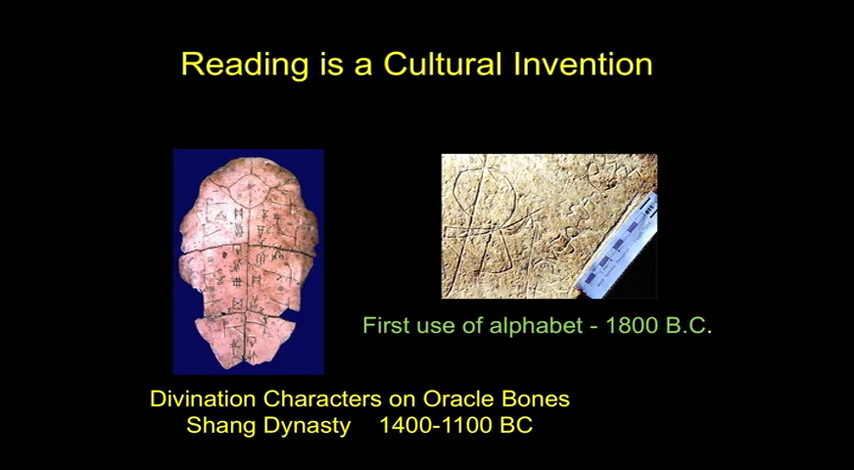 Reading is a Cultural Invention
First use of alphabet - 1800 B.C.
Divination Characters on Oracle Bones
Shang Dynasty 1400-1100 BC